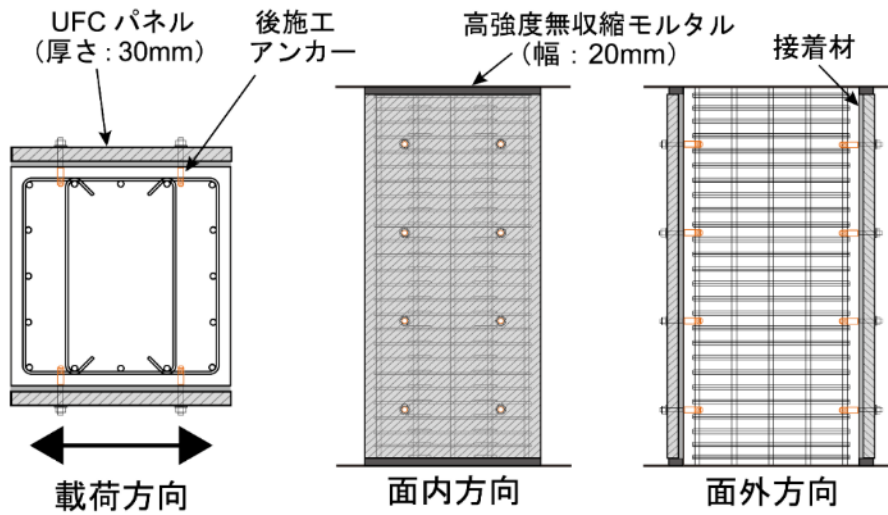 UFC パネル
(厚さ : 30mm)
後施工
アンカー
高強度無収縮モルタル
(幅 : 20mm)
接着材
載荷方向
面内方向
面外方向